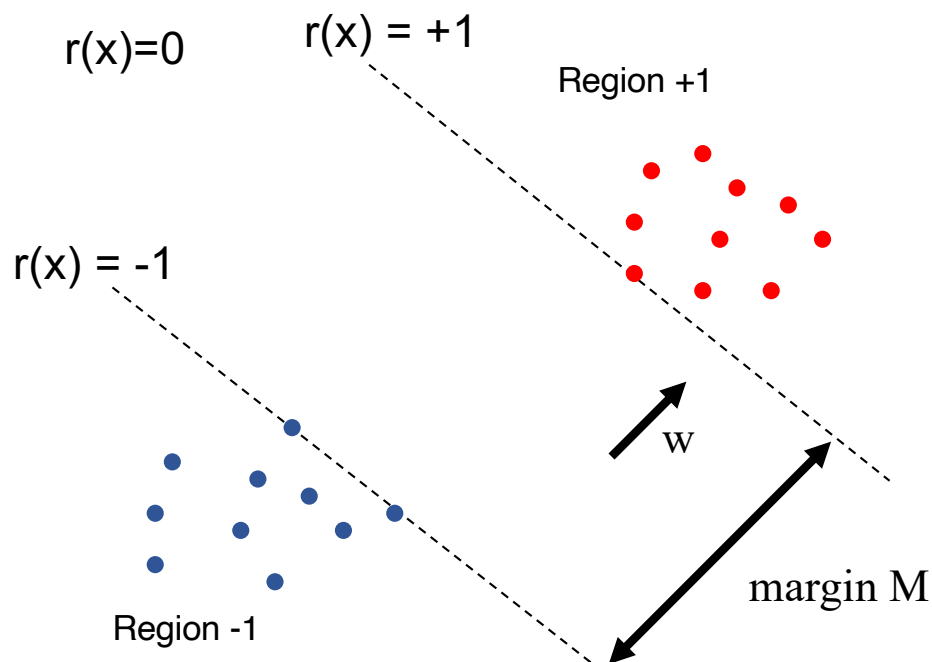 r(x)=0
r(x) = +1
Region +1
r(x) = -1
w
margin M
Region -1